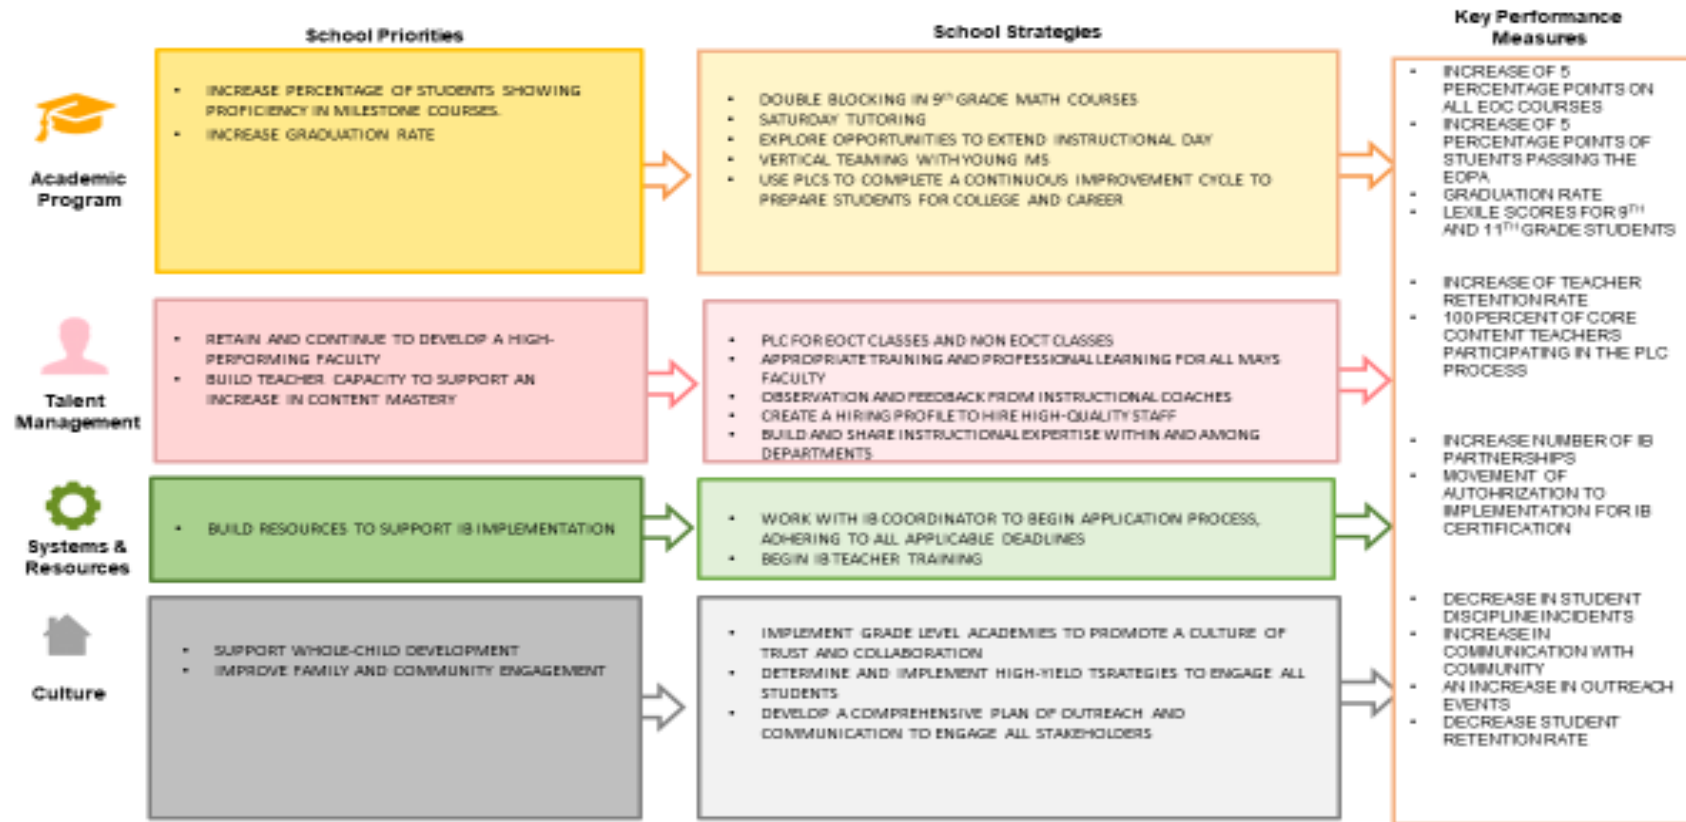 School Priorities
School Strategies
Key Performance
Measures
Academic
Program
• INCREASE PERCENTAGE OF STUDENTS SHOWING
PROFICIENCY IN MILESTONE COURSES.
• INCREASE GRADUATION RATE
• DOUBLE BLOCKING IN 9TH GRADE MATH COURSES
• SATURDAY TUTORING
• EXPLORE OPPORTUNITIES TO EXTEND INSTRUCTIONAL DAY
• VERTICAL TEAMING WITH YOUNG MS
• USE PLCS TO COMPLETE A CONTINUOUS IMPROVEMENT CYCLE TO
PREPARE STUDENTS FOR COLLEGE AND CAREER
• INCREASE OF 5
PERCENTAGE POINTS ON
ALL EOC COURSES
• INCREASE OF 5
PERCENTAGE POINTS OF
STUENTS PASSING THE
EOPA
• GRADUATION RATE
• LEXILE SCORES FOR 9TH
AND 11TH GRADE STUDENTS
Talent
Management
• RETAIN AND CONTINUE TO DEVELOP A HIGH-
PERFORMING FACULTY
• BUILD TEACHER CAPACITY TO SUPPORT AN
INCREASE IN CONTENT MASTERY
• PLC FOR EOCT CLASSES AND NON EOCT CLASSES
• APPROPRIATE TRAINING AND PROFESSIONAL LEARNING FOR ALL MAYS
FACULTY
• OBSERVATION AND FEEDBACK FROM INSTRUCTIONAL COACHES
• CREATE A HIRING PROFILE TO HIRE HIGH-QUALITY STAFF
• BUILD AND SHARE INSTRUCTIONAL EXPERTISE WITHIN AND AMONG
DEPARTMENTS
• INCREASE OF TEACHER
RETENTION RATE
• 100 PERCENT OF CORE
CONTENT TEACHERS
PARTICIPATING IN THE PLC
PROCESS
Systems &
Resources
• BUILD RESOURCES TO SUPPORT IB IMPLEMENTATION
• WORK WITH IB COORDINATOR TO BEGIN APPLICATION PROCESS,
ADHERING TO ALL APPLICABLE DEADLINES
• BEGIN IB TEACHER TRAINING
• INCREASE NUMBER OF IB
PARTNERSHIPS
• MOVEMENT OF
AUTOHRIZATION TO
IMPLEMENTATION FOR IB
CERTIFICATION
Culture
• SUPPORT WHOLE-CHILD DEVELOPMENT
• IMPROVE FAMILY AND COMMUNITY ENGAGEMENT
• IMPLEMENT GRADE LEVEL ACADEMIES TO PROMOTE A CULTURE OF
TRUST AND COLLABORATION
• DETERMINE AND IMPLEMENT HIGH-YIELD TSRATEGIES TO ENGAGE ALL
STUDENTS
• DEVELOP A COMPREHENSIVE PLAN OF OUTREACH AND
COMMUNICATION TO ENGAGE ALL STAKEHOLDERS
• DECREASE IN STUDENT
DISCIPLINE INCIDENTS
• INCREASE IN
COMMUNICATION WITH
COMMUNITY
• AN INCREASE IN OUTREACH
EVENTS
• DECREASE STUDENT
RETENTION RATE